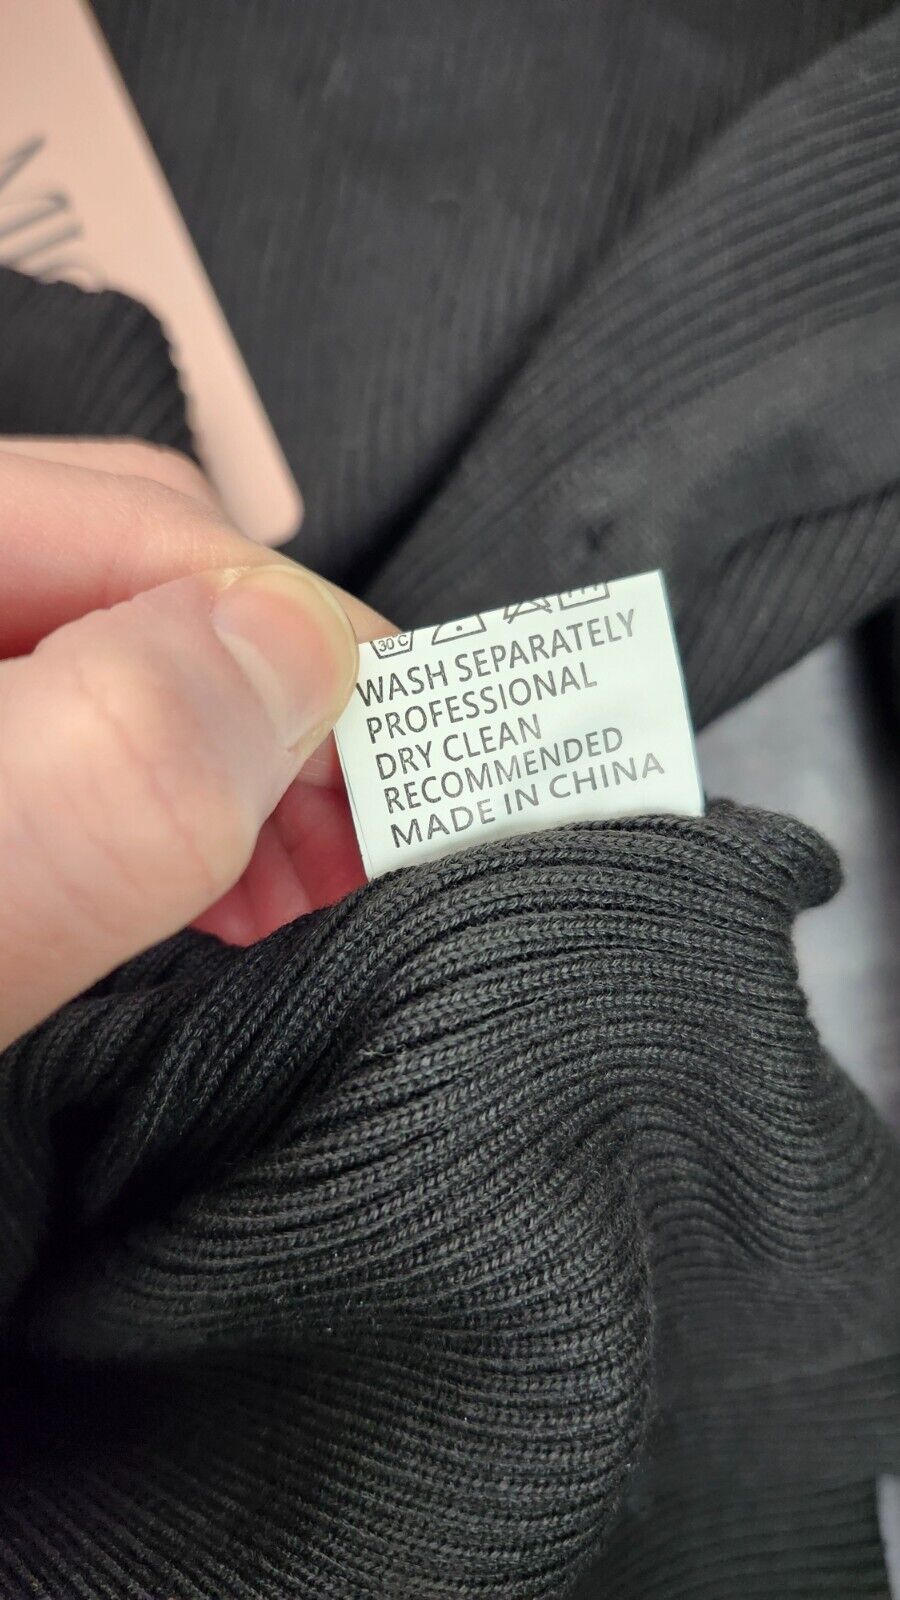 30°C
WASH SEPARATELY
PROFESSIONAL
DRY CLEAN
RECOMMENDED
MADE IN CHINA